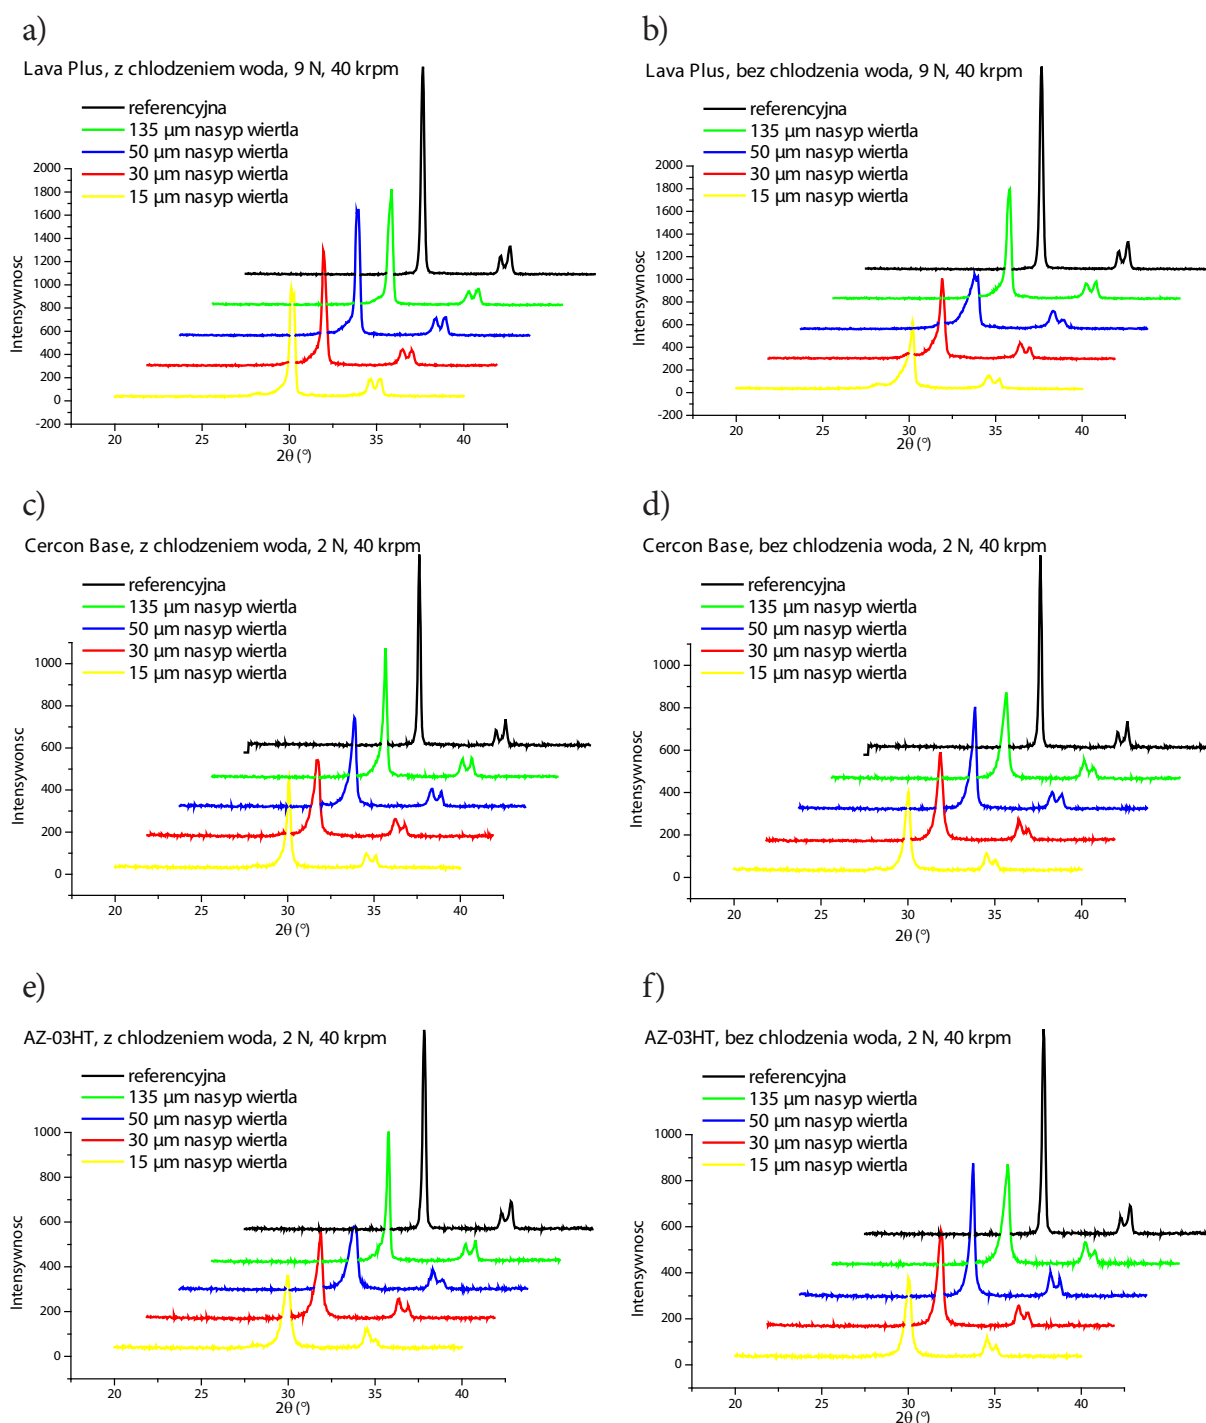 a)
Lava Plus, z chlodzeniem woda, 9 N, 40 krpm
referencyjna
135 µm nasyp wiertla
50 µm nasyp wiertla
30 µm nasyp wiertla
15 µm nasyp wiertla
2000
1800
1600
1400
1200
1000
800
600
400
200
0
-200
Intensywnosc
20 25 30 35 40
2θ (°)
b)
Lava Plus, bez chlodzenia woda, 9 N, 40 krpm
referencyjna
135 µm nasyp wiertla
50 µm nasyp wiertla
30 µm nasyp wiertla
15 µm nasyp wiertla
2000
1800
1600
1400
1200
1000
800
600
400
200
0
-200
Intensywnosc
20 25 30 35 40
2θ (°)
c)
Cercon Base, z chlodzeniem woda, 2 N, 40 krpm
referencyjna
135 µm nasyp wiertla
50 µm nasyp wiertla
30 µm nasyp wiertla
15 µm nasyp wiertla
1000
800
600
400
200
0
Intensywonsc
20 25 30 35 40
2θ (°)
d)
Cercon Base, bez chlodzenia woda, 2 N, 40 krpm
referencyjna
135 µm nasyp wiertla
50 µm nasyp wiertla
30 µm nasyp wiertla
15 µm nasyp wiertla
1000
800
600
400
200
0
Intensywnosc
20 25 30 35 40
2θ (°)
e)
AZ-03HT, z chlodzeniem woda, 2 N, 40 krpm
referencyjna
135 µm nasyp wiertla
50 µm nasyp wiertla
30 µm nasyp wiertla
15 µm nasyp wiertla
1000
800
600
400
200
0
Intensywnosc
20 25 30 35 40
2θ (°)
f)
AZ-03HT, bez chlodzenia woda, 2 N, 40 krpm
referencyjna
135 µm nasyp wiertla
50 µm nasyp wiertla
30 µm nasyp wiertla
15 µm nasyp wiertla
1000
800
600
400
200
0
Intensywnosc
20 25 30 35 40
2θ (°)